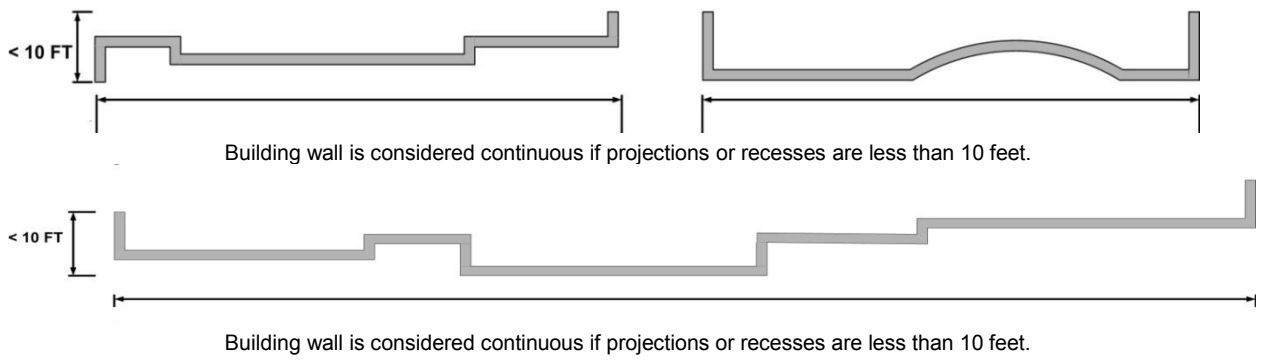 < 10 FT
Building wall is considered continuous if projections or recesses are less than 10 feet.
< 10 FT
Building wall is considered continuous if projections or recesses are less than 10 feet.